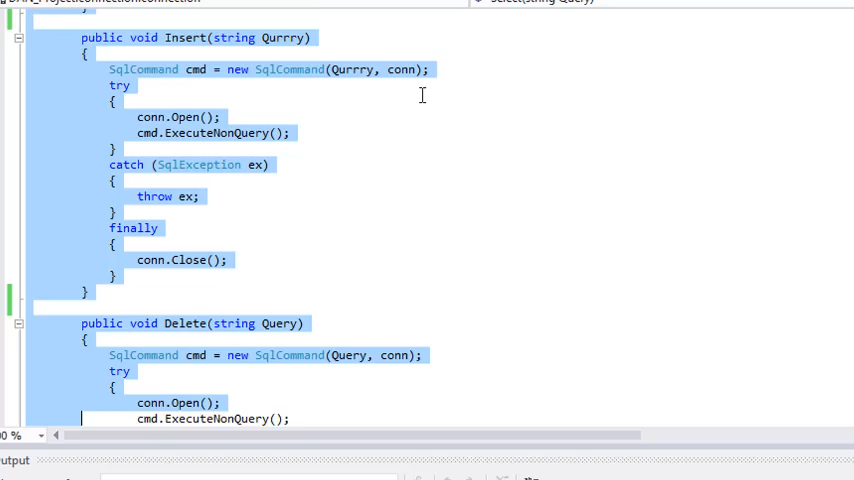 }
public void Insert(string Qurrry)
{
SqlCommand cmd = new SqlCommand(Qurrry, conn);
try
{
conn.Open();
cmd.ExecuteNonQuery();
}
catch (SqlException ex)
{
throw ex;
}
finally
{
conn.Close();
}
}
public void Delete(string Query)
{
SqlCommand cmd = new SqlCommand(Query, conn);
try
{
conn.Open();
cmd.ExecuteNonQuery();
00 %
Output